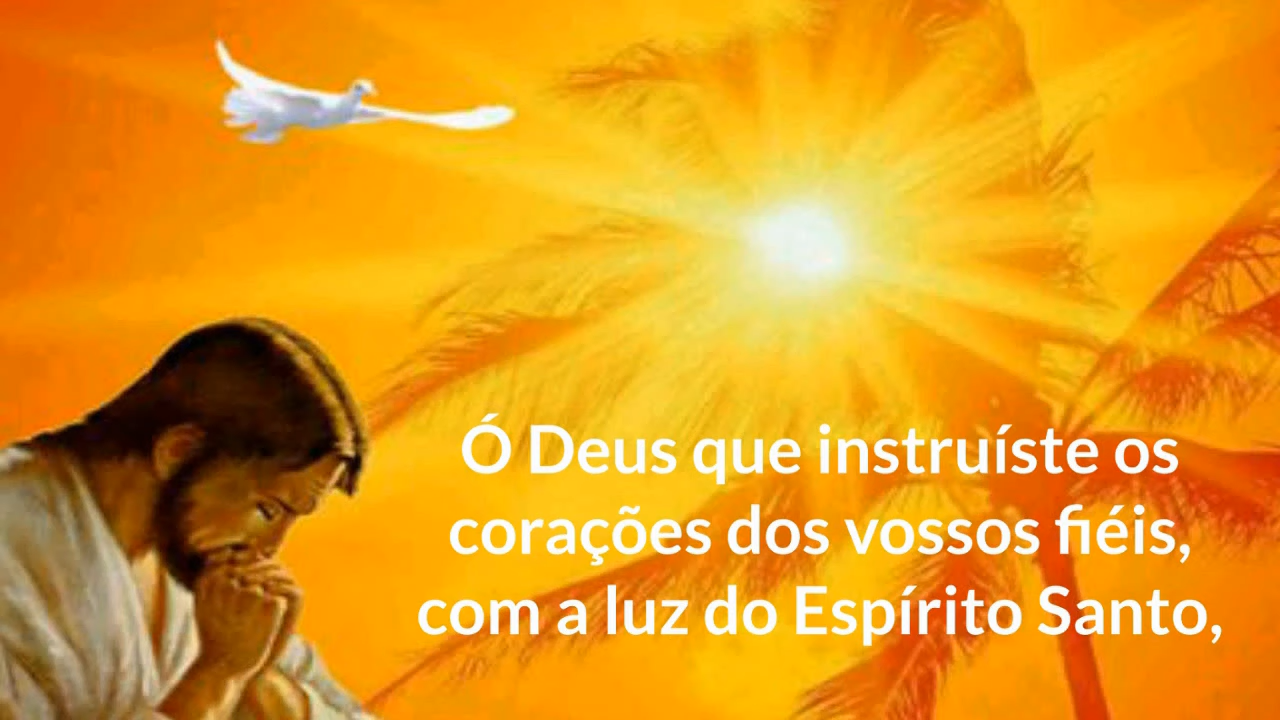 Ó Deus que instruíste os
corações dos vossos fiéis,
com a luz do Espírito Santo,